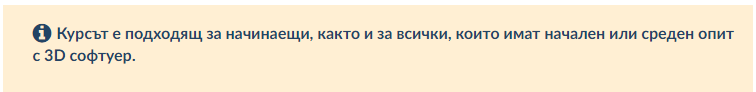 Курсът е подходящ за начинаещи, както и за всички, които имат начален или среден опит
с 3D софтуер.